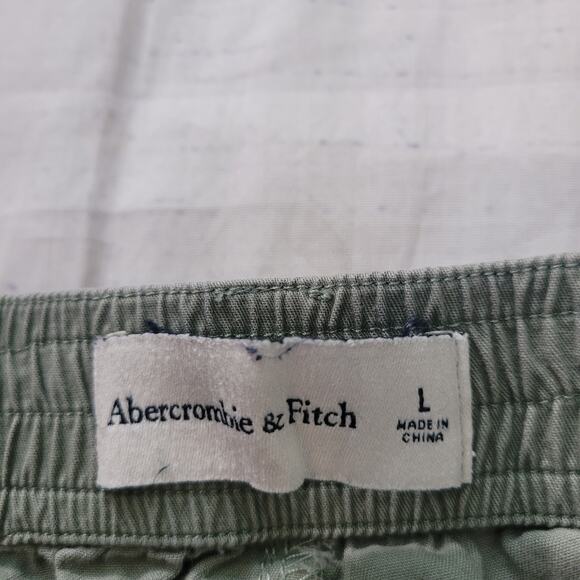 Abercrombie & Fitch
L
MADE IN
CHINA